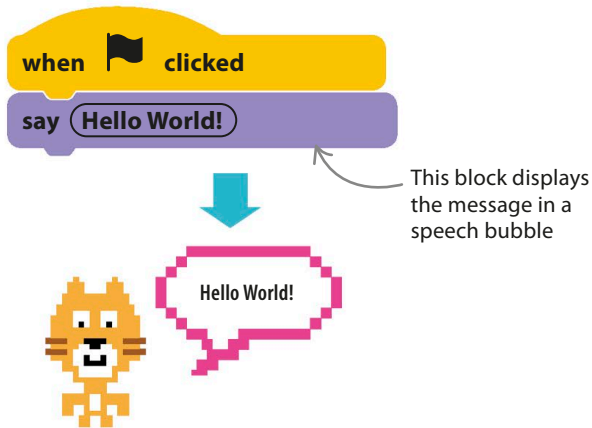 when clicked
say Hello World!
This block displays
the message in a
speech bubble
Hello World!